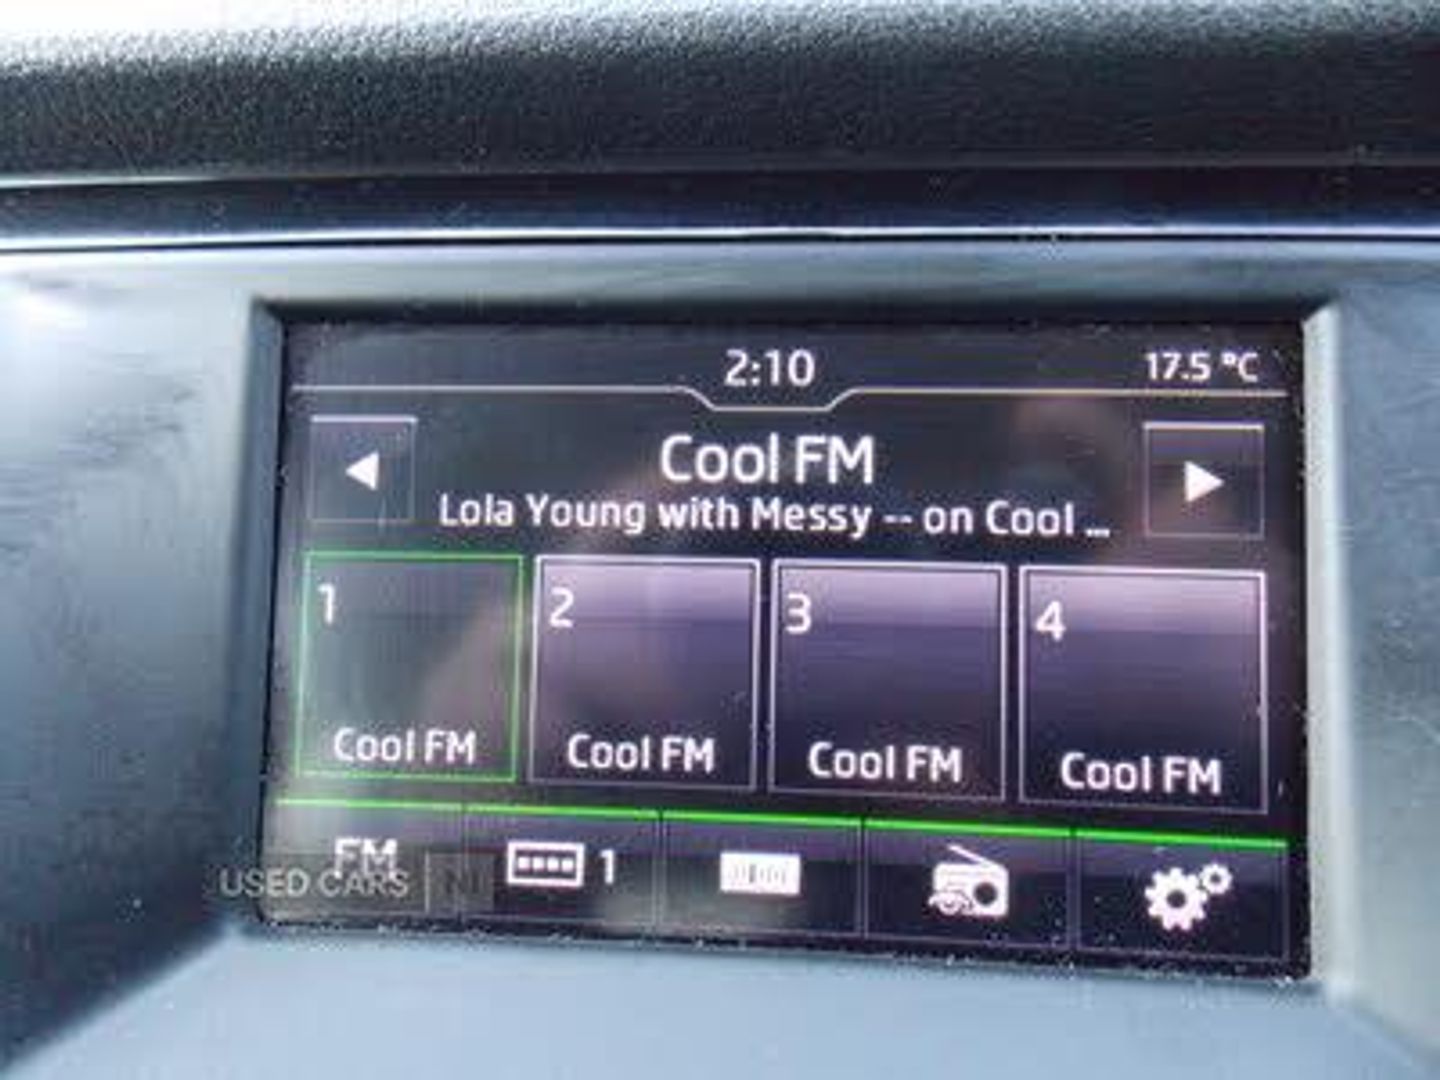 2:10
17.5 °C
Cool FM
Lola Young with Messy -- on Cool ...
1
2
3
4
Cool FM
Cool FM
Cool FM
Cool FM
FM
1
USED CARS NI